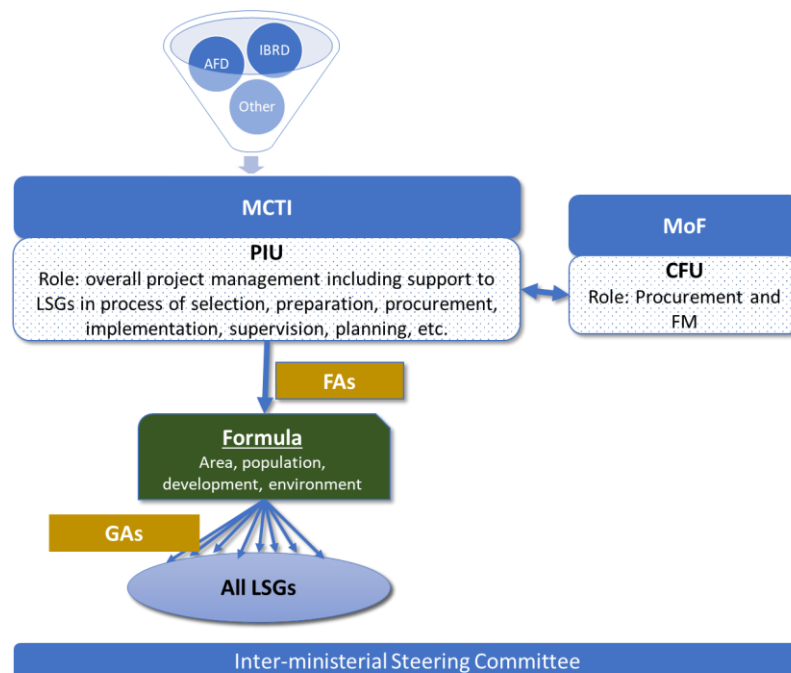 AFD
IBRD
Other
MCTI
PIU
Role: overall project management including support to
LSGs in process of selection, preparation, procurement,
implementation, supervision, planning, etc.
MoF
CFU
Role: Procurement and
FM
FAs
Formula
Area, population,
development, environment
GAs
All LSGs
Inter-ministerial Steering Committee